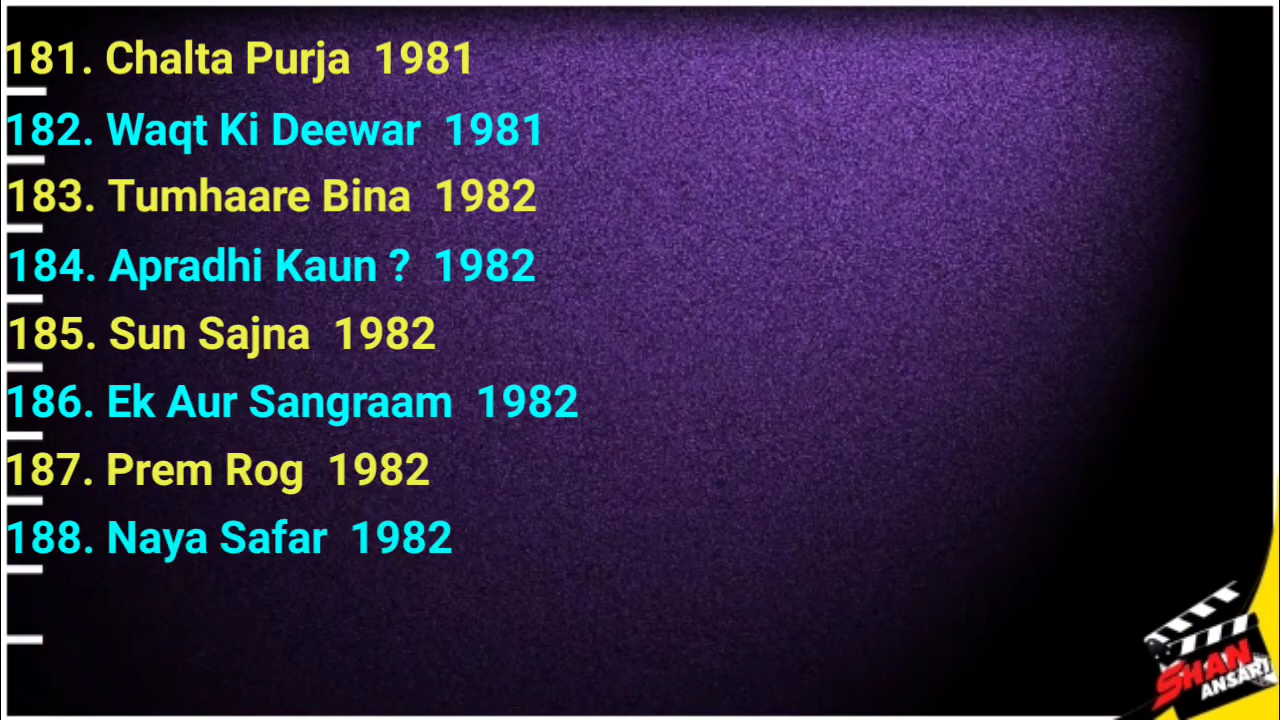 181. Chalta Purja 1981
182. Waqt Ki Deewar 1981
183. Tumhaare Bina 1982
184. Apradhi Kaun ? 1982
185. Sun Sajna 1982
186. Ek Aur Sangraam 1982
187. Prem Rog 1982
188. Naya Safar 1982
SHAN
ANSARI